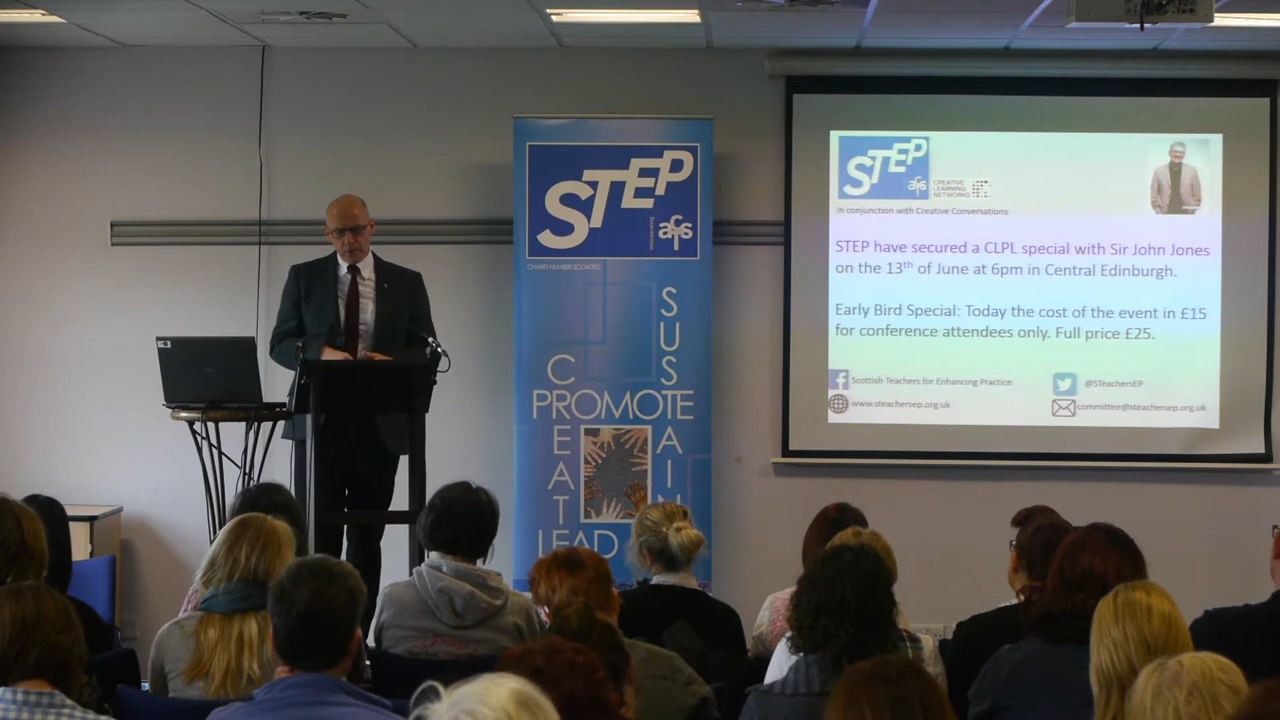 STEP
CHARITY NUMBER
SUSTAIN
CREATE
PROMOTE
LEAD
STEP
CREATIVE
LEARNING
NETWORKS
In conjunction with Creative Conversations:
STEP have secured a CLPL special with Sir John Jones
on the 13th of June at 6pm in Central Edinburgh.
Early Bird Special: Today the cost of the event in £15
for conference attendees only. Full price £25.
Scottish Teachers for Enhancing Practice
@STeachersEP
www.steachersep.org.uk
committee@steachersep.org.uk